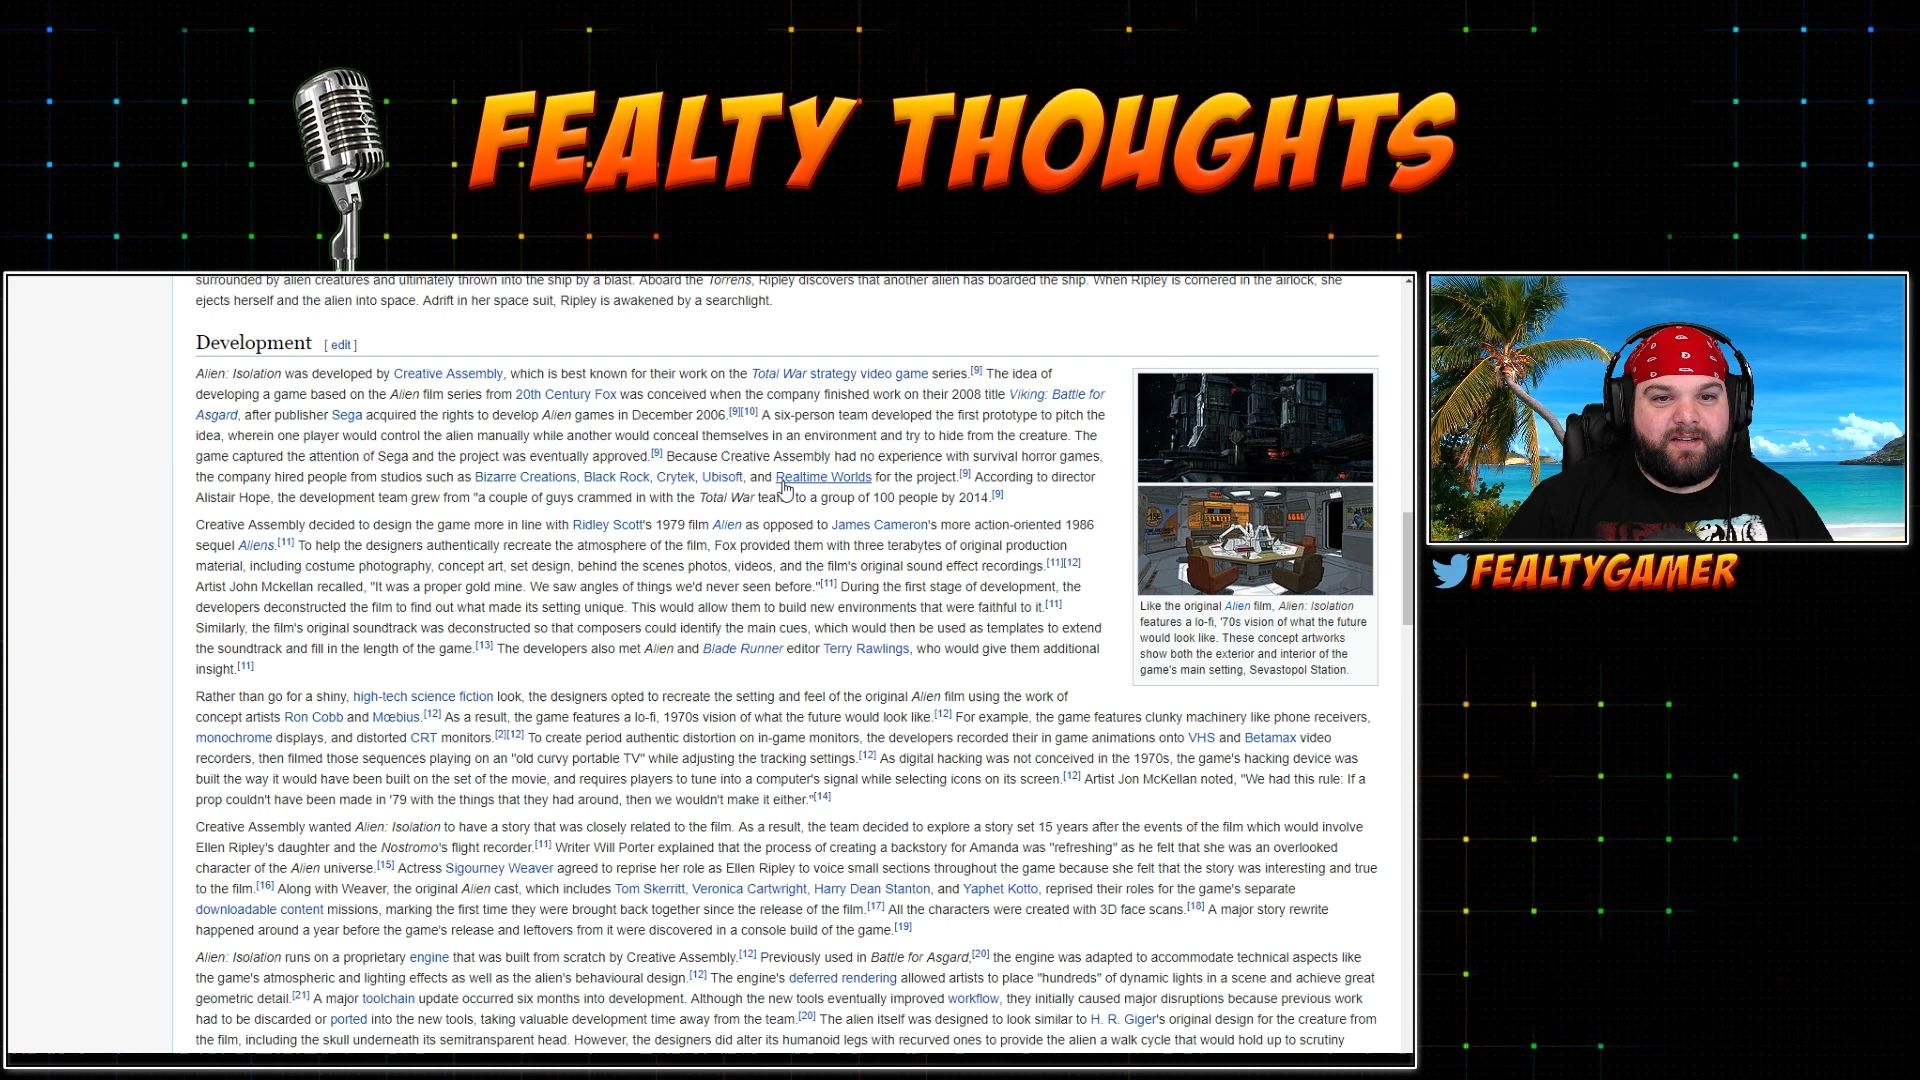 FEALTY THOUGHTS
surrounded by alien creatures and ultimately thrown into the ship by a blast. Aboard the Torrens, Ripley discovers that another alien has boarded the ship. When Ripley is cornered in the airlock, she
ejects herself and the alien into space. Adrift in her space suit, Ripley is awakened by a searchlight.
Development [ edit ]
Alien: Isolation was developed by Creative Assembly, which is best known for their work on the Total War strategy video game series.[9] The idea of
developing a game based on the Alien film series from 20th Century Fox was conceived when the company finished work on their 2008 title Viking: Battle for
Asgard, after publisher Sega acquired the rights to develop Alien games in December 2006.[9][10] A six-person team developed the first prototype to pitch the
idea, wherein one player would control the alien manually while another would conceal themselves in an environment and try to hide from the creature. The
game captured the attention of Sega and the project was eventually approved.[9] Because Creative Assembly had no experience with survival horror games,
the company hired people from studios such as Bizarre Creations, Black Rock, Crytek, Ubisoft, and Realtime Worlds for the project.[9] According to director
Alistair Hope, the development team grew from "a couple of guys crammed in with the Total War to a group of 100 people by 2014.[9]
Creative Assembly decided to design the game more in line with Ridley Scott's 1979 film Alien as opposed to James Cameron's more action-oriented 1986
sequel Aliens.[11] To help the designers authentically recreate the atmosphere of the film, Fox provided them with three terabytes of original production
material, including costume photography, concept art, set design, behind the scenes photos, videos, and the film's original sound effect recordings.[11][12]
Artist John Mckellan recalled, "It was a proper gold mine. We saw angles of things we'd never seen before."[11] During the first stage of development, the
developers deconstructed the film to find out what made its setting unique. This would allow them to build new environments that were faithful to it.[11]
Similarly, the film's original soundtrack was deconstructed so that composers could identify the main cues, which would then be used as templates to extend
the soundtrack and fill in the length of the game.[13] The developers also met Alien and Blade Runner editor Terry Rawlings, who would give them additional
insight.[11]
Like the original Alien film, Alien: Isolation
features a lo-fi, '70s vision of what the future
would look like. These concept artworks
show both the exterior and interior of the
game's main setting, Sevastopol Station.
Rather than go for a shiny, high-tech science fiction look, the designers opted to recreate the setting and feel of the original Alien film using the work of
concept artists Ron Cobb and Mœbius.[12] As a result, the game features a lo-fi, 1970s vision of what the future would look like.[12] For example, the game features clunky machinery like phone receivers,
monochrome displays, and distorted CRT monitors.[2][12] To create period authentic distortion on in-game monitors, the developers recorded their in game animations onto VHS and Betamax video
recorders, then filmed those sequences playing on an "old curvy portable TV" while adjusting the tracking settings.[12] As digital hacking was not conceived in the 1970s, the game's hacking device was
built the way it would have been built on the set of the movie, and requires players to tune into a computer's signal while selecting icons on its screen.[12] Artist Jon McKellan noted, "We had this rule: If a
prop couldn't have been made in '79 with the things that they had around, then we wouldn't make it either."[14]
Creative Assembly wanted Alien: Isolation to have a story that was closely related to the film. As a result, the team decided to explore a story set 15 years after the events of the film which would involve
Ellen Ripley's daughter and the Nostromo's flight recorder.[11] Writer Will Porter explained that the process of creating a backstory for Amanda was "refreshing" as he felt that she was an overlooked
character of the Alien universe.[15] Actress Sigourney Weaver agreed to reprise her role as Ellen Ripley to voice small sections throughout the game because she felt that the story was interesting and true
to the film.[16] Along with Weaver, the original Alien cast, which includes Tom Skerritt, Veronica Cartwright, Harry Dean Stanton, and Yaphet Kotto, reprised their roles for the game's separate
downloadable content missions, marking the first time they were brought back together since the release of the film.[17] All the characters were created with 3D face scans.[18] A major story rewrite
happened around a year before the game's release and leftovers from it were discovered in a console build of the game.[19]
Alien: Isolation runs on a proprietary engine that was built from scratch by Creative Assembly.[12] Previously used in Battle for Asgard,[20] the engine was adapted to accommodate technical aspects like
the game's atmospheric and lighting effects as well as the alien's behavioural design.[12] The engine's deferred rendering allowed artists to place "hundreds" of dynamic lights in a scene and achieve great
geometric detail.[21] A major toolchain update occurred six months into development. Although the new tools eventually improved workflow, they initially caused major disruptions because previous work
had to be discarded or ported into the new tools, taking valuable development time away from the team.[20] The alien itself was designed to look similar to H. R. Giger's original design for the creature from
the film, including the skull underneath its semitransparent head. However, the designers did alter its humanoid legs with recurved ones to provide the alien a walk cycle that would hold up to scrutiny
FEALTYGAMER